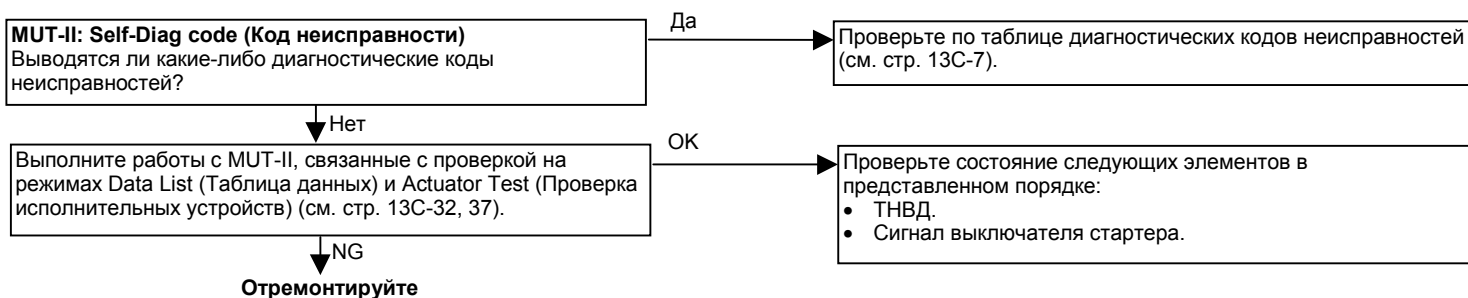 MUT-II: Self-Diag code (Код неисправности)
Выводятся ли какие-либо диагностические коды
неисправностей?
Да
Проверьте по таблице диагностических кодов неисправностей
(см. стр. 13C-7).
Нет
Выполните работы с MUT-II, связанные с проверкой на
режимах Data List (Таблица данных) и Actuator Test (Проверка
исполнительных устройств) (см. стр. 13C-32, 37).
OK
Проверьте состояние следующих элементов в
представленном порядке:
• ТНВД.
• Сигнал выключателя стартера.
NG
Отремонтируйте